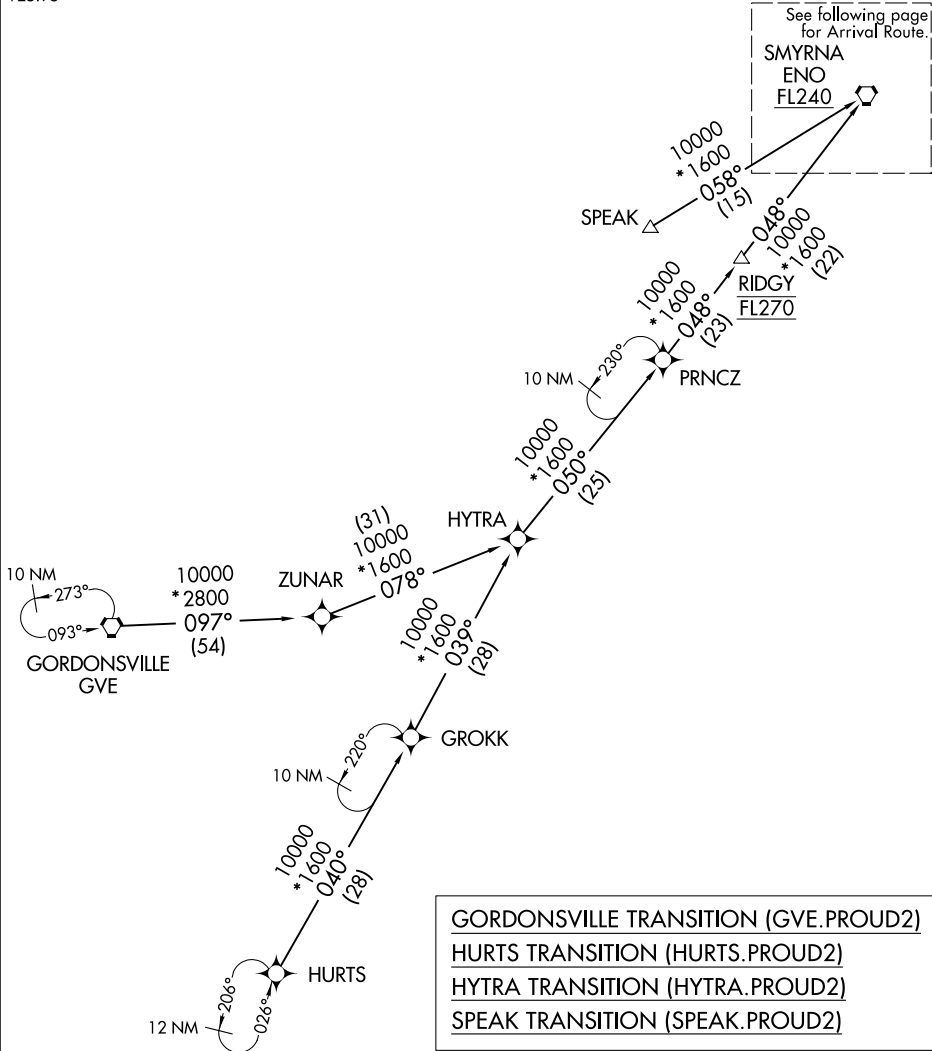 See following page
for Arrival Route.
SMYRNA
ENO
FL240
10000
*1600
058°
(15)
SPEAK
048°
10000
*1600
(22)
RIDGY
FL270
10000
*1600
048°
(23)
230°
10 NM
PRNCZ
10000
*1600
050°
(25)
HYTRA
(31)
10000
*1600
078°
ZUNAR
10 NM
273°
093°
10000
*2800
097°
(54)
GORDONSVILLE
GVE
10000
*1600
039°
(28)
220°
10 NM
GROKK
10000
*1600
040°
(28)
HURTS
206°
026°
12 NM
GORDONSVILLE TRANSITION (GVE.PROUD2)
HURTS TRANSITION (HURTS.PROUD2)
HYTRA TRANSITION (HYTRA.PROUD2)
SPEAK TRANSITION (SPEAK.PROUD2)